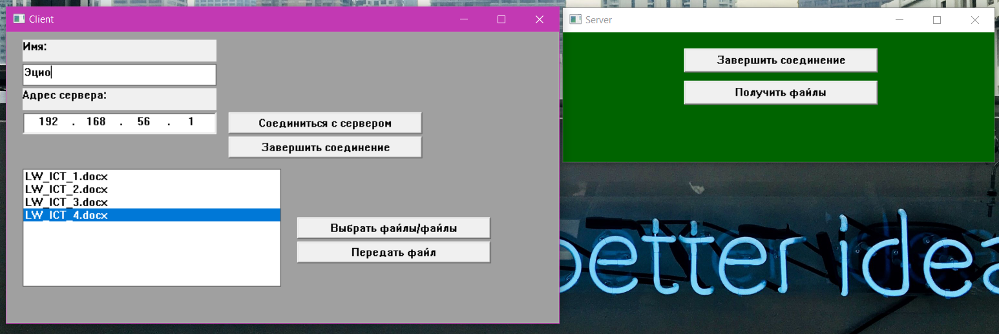 Client
Имя:
Эцио
Адрес сервера:
192 . 168 . 56 . 1
Соединиться с сервером
Завершить соединение
LW_ICT_1.docx
LW_ICT_2.docx
LW_ICT_3.docx
LW_ICT_4.docx
Выбрать файлы/файлы
Передать файл
Server
Завершить соединение
Получить файлы
better idea